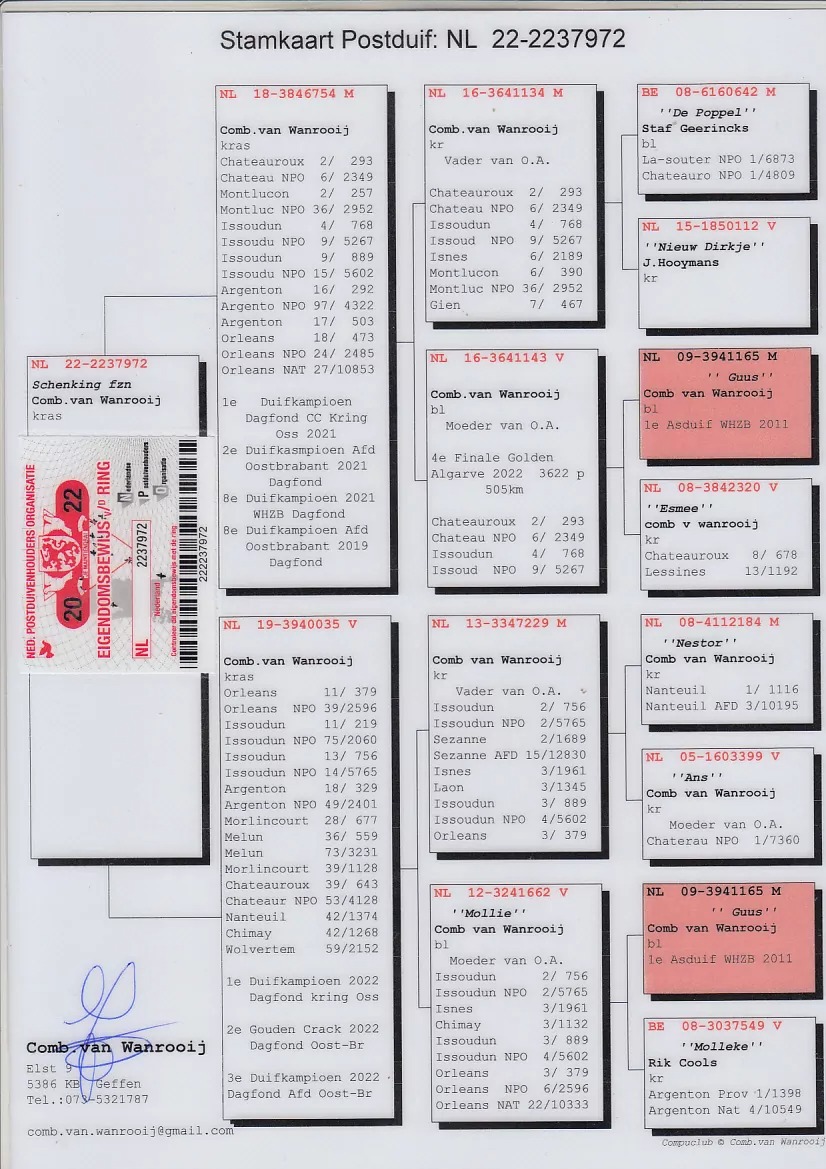 Stamkaart Postduif: NL 22-2237972
NL 22-2237972
Schenking fzn
Comb.van Wanrooij
kras
NED. POSTDUIVENHOUDERS ORGANISATIE
20 22
EIGENDOMSBEWIJS V/D RING
Nederlandse
Postduivenhouders
Organisatie
NL 2237972
Nederland
Controleer dit eigendomsbewijs met de ring
222237972
NL 18-3846754 M
Comb.van Wanrooij
kras
Chateauroux 2/ 293
Chateau NPO 6/ 2349
Montlucon 2/ 257
Montluc NPO 36/ 2952
Issoudun 4/ 768
Issoudu NPO 9/ 5267
Issoudun 9/ 889
Issoudu NPO 15/ 5602
Argenton 16/ 292
Argento NPO 97/ 4322
Argenton 17/ 503
Orleans 18/ 473
Orleans NPO 24/ 2485
Orleans NAT 27/10853
1e Duifkampioen
Dagfond CC Kring
Oss 2021
2e Duifkasmpioen Afd
Oostbrabant 2021
Dagfond
8e Duifkampioen 2021
WHZB Dagfond
8e Duifkampioen Afd
Oostbrabant 2019
Dagfond
NL 19-3940035 V
Comb.van Wanrooij
kras
Orleans 11/ 379
Orleans NPO 39/2596
Issoudun 11/ 219
Issoudun NPO 75/2060
Issoudun 13/ 756
Issoudun NPO 14/5765
Argenton 18/ 329
Argenton NPO 49/2401
Morlincourt 28/ 677
Melun 36/ 559
Melun 73/3231
Morlincourt 39/1128
Chateauroux 39/ 643
Chateaur NPO 53/4128
Nanteuil 42/1374
Chimay 42/1268
Wolvertem 59/2152
1e Duifkampioen 2022
Dagfond kring Oss
2e Gouden Crack 2022
Dagfond Oost-Br
3e Duifkampioen 2022
Dagfond Afd Oost-Br
NL 16-3641134 M
Comb.van Wanrooij
kr
Vader van O.A.
Chateauroux 2/ 293
Chateau NPO 6/ 2349
Issoudun 4/ 768
Issoud NPO 9/ 5267
Isnes 6/ 2189
Montlucon 6/ 390
Montluc NPO 36/ 2952
Gien 7/ 467
NL 16-3641143 V
Comb.van Wanrooij
bl
Moeder van O.A.
4e Finale Golden
Algarve 2022 3622 p
505km
Chateauroux 2/ 293
Chateau NPO 6/ 2349
Issoudun 4/ 768
Issoud NPO 9/ 5267
NL 13-3347229 M
Comb van Wanrooij
kr
Vader van O.A.
Issoudun 2/ 756
Issoudun NPO 2/5765
Sezanne 2/1689
Sezanne AFD 15/12830
Isnes 3/1961
Laon 3/1345
Issoudun 3/ 889
Issoudun NPO 4/5602
Orleans 3/ 379
NL 12-3241662 V
''Mollie''
Comb van Wanrooij
bl
Moeder van O.A.
Issoudun 2/ 756
Issoudun NPO 2/5765
Isnes 3/1961
Chimay 3/1132
Issoudun 3/ 889
Issoudun NPO 4/5602
Orleans 3/ 379
Orleans NPO 6/2596
Orleans NAT 22/10333
BE 08-6160642 M
''De Poppel''
Staf Geerincks
bl
La-souter NPO 1/6873
Chateauro NPO 1/4809
NL 15-1850112 V
''Nieuw Dirkje''
J.Hooymans
kr
NL 09-3941165 M
'' Guus''
Comb van Wanrooij
bl
1e Asduif WHZB 2011
NL 08-3842320 V
''Esmee''
comb v wanrooij
kr
Chateauroux 8/ 678
Lessines 13/1192
NL 08-4112184 M
''Nestor''
Comb van Wanrooij
kr
Nanteuil 1/ 1116
Nanteuil AFD 3/10195
NL 05-1603399 V
''Ans''
Comb van Wanrooij
kr
Moeder van O.A.
Chaterau NPO 1/7360
NL 09-3941165 M
'' Guus''
Comb van Wanrooij
bl
1e Asduif WHZB 2011
BE 08-3037549 V
''Molleke''
Rik Cools
kr
Argenton Prov 1/1398
Argenton Nat 4/10549
Comb.van Wanrooij
Elst 9
5386 KB Geffen
Tel.:073-5321787
comb.van.wanrooij@gmail.com
Compuclub © Comb.van Wanrooij